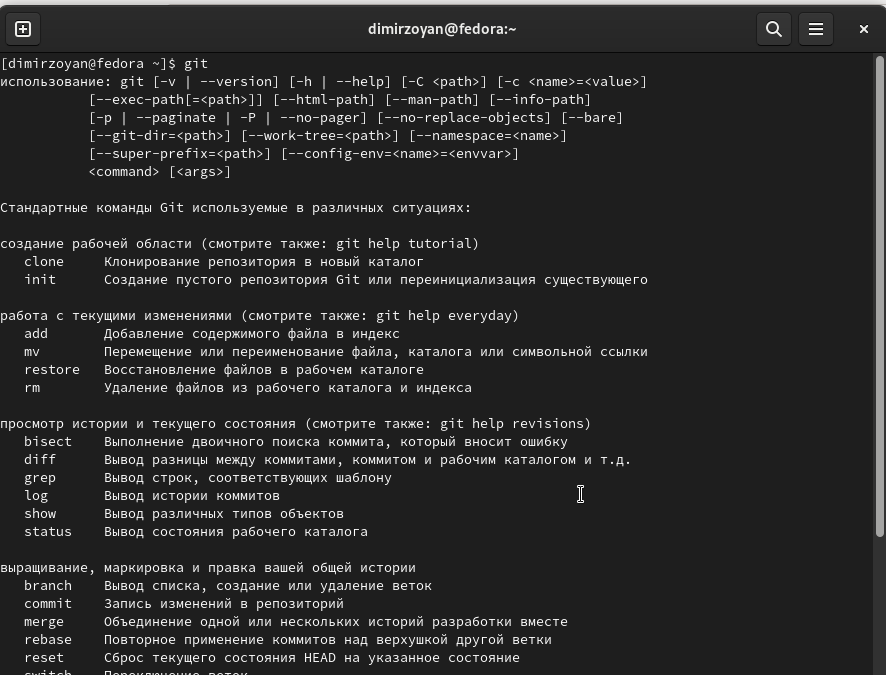 dimirzoyan@fedora:~
[dimirzoyan@fedora ~]$ git
использование: git [-v | --version] [-h | --help] [-C <path>] [-c <name>=<value>]
[--exec-path[=<path>]] [--html-path] [--man-path] [--info-path]
[-p | --paginate | -P | --no-pager] [--no-replace-objects] [--bare]
[--git-dir=<path>] [--work-tree=<path>] [--namespace=<name>]
[--super-prefix=<path>] [--config-env=<name>=<envvar>]
<command> [<args>]
Стандартные команды Git используемые в различных ситуациях:
создание рабочей области (смотрите также: git help tutorial)
clone Клонирование репозитория в новый каталог
init Создание пустого репозитория Git или переинициализация существующего
работа с текущими изменениями (смотрите также: git help everyday)
add Добавление содержимого файла в индекс
mv Перемещение или переименование файла, каталога или символьной ссылки
restore Восстановление файлов в рабочем каталоге
rm Удаление файлов из рабочего каталога и индекса
просмотр истории и текущего состояния (смотрите также: git help revisions)
bisect Выполнение двоичного поиска коммита, который вносит ошибку
diff Вывод разницы между коммитами, коммитом и рабочим каталогом и т.д.
grep Вывод строк, соответствующих шаблону
log Вывод истории коммитов
show Вывод различных типов объектов
status Вывод состояния рабочего каталога
выращивание, маркировка и правка вашей общей истории
branch Вывод списка, создание или удаление веток
commit Запись изменений в репозиторий
merge Объединение одной или нескольких историй разработки вместе
rebase Повторное применение коммитов над верхушкой другой ветки
reset Сброс текущего состояния HEAD на указанное состояние
switch Переключение веток